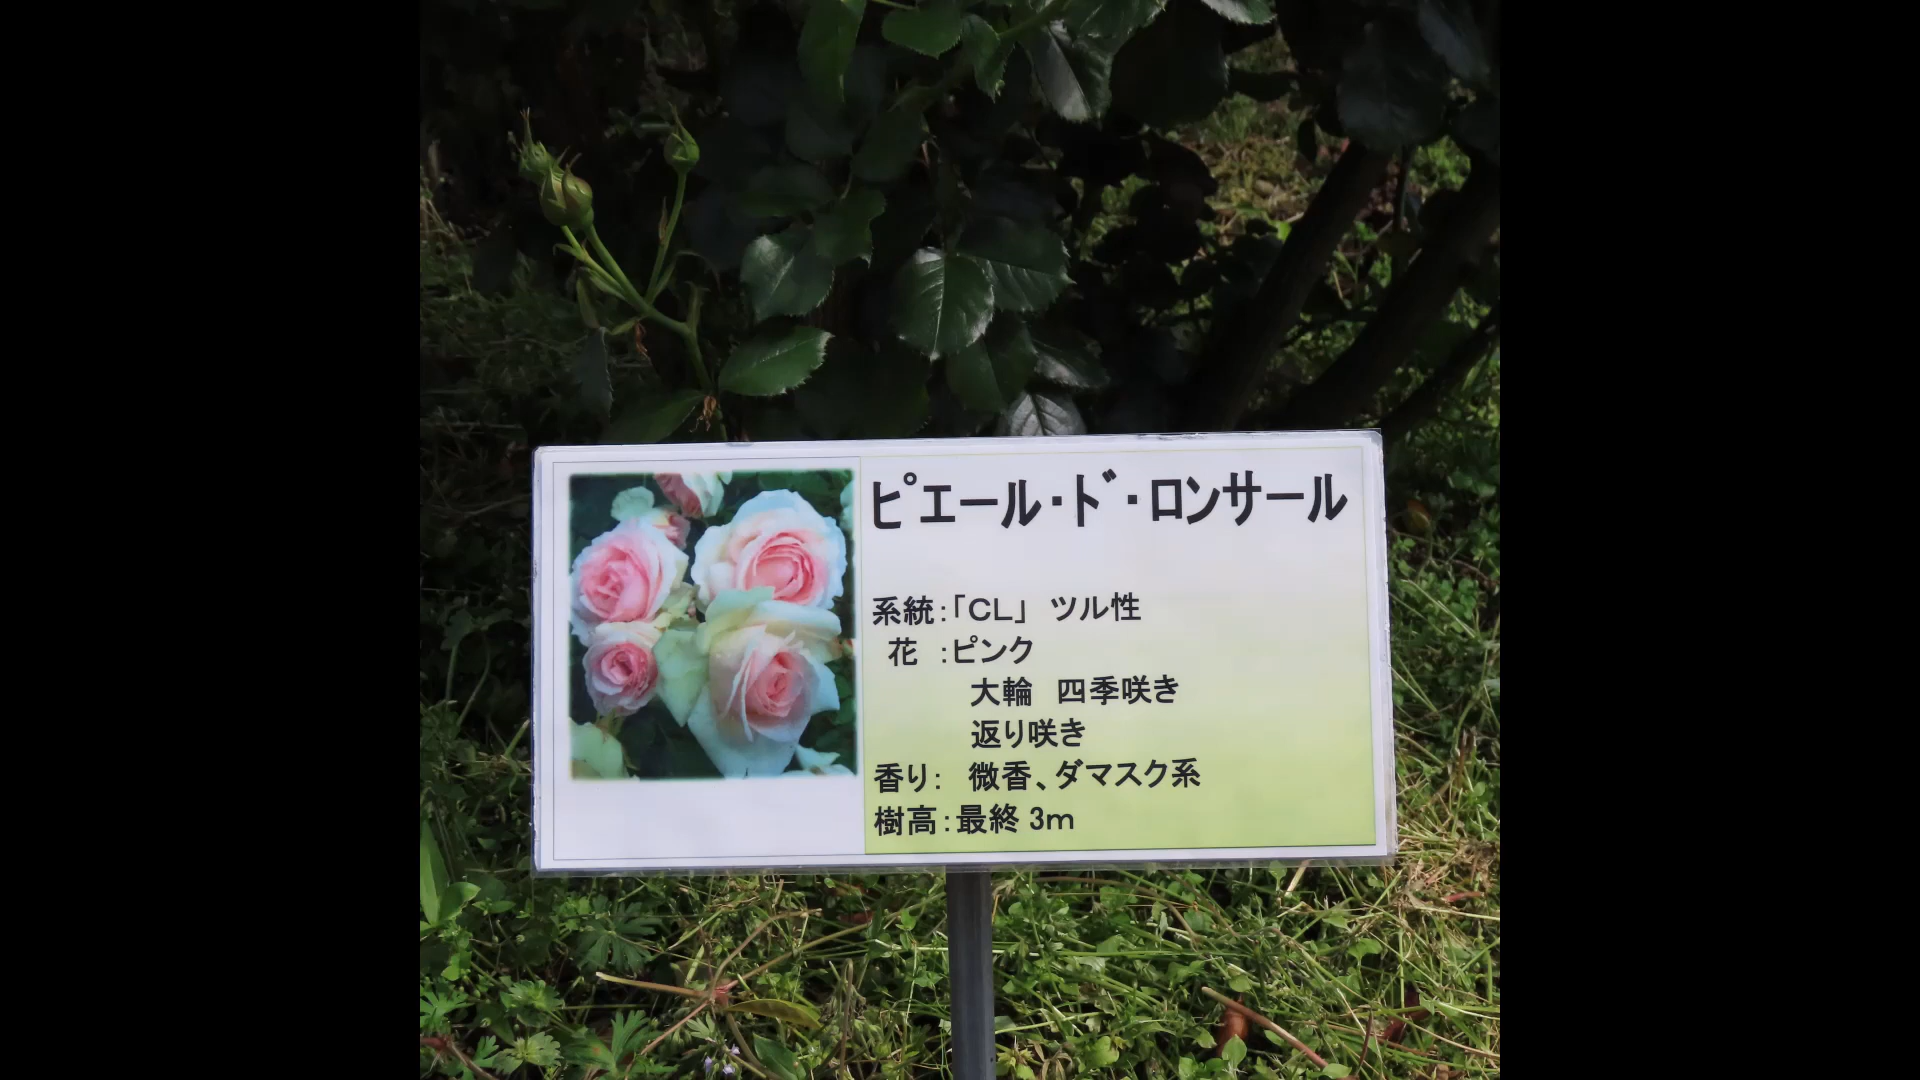 ピエール・ド・ロンサール
系統：「CL」 ツル性
花 ：ピンク
大輪 四季咲き
返り咲き
香り： 微香、ダマスク系
樹高：最終 3m